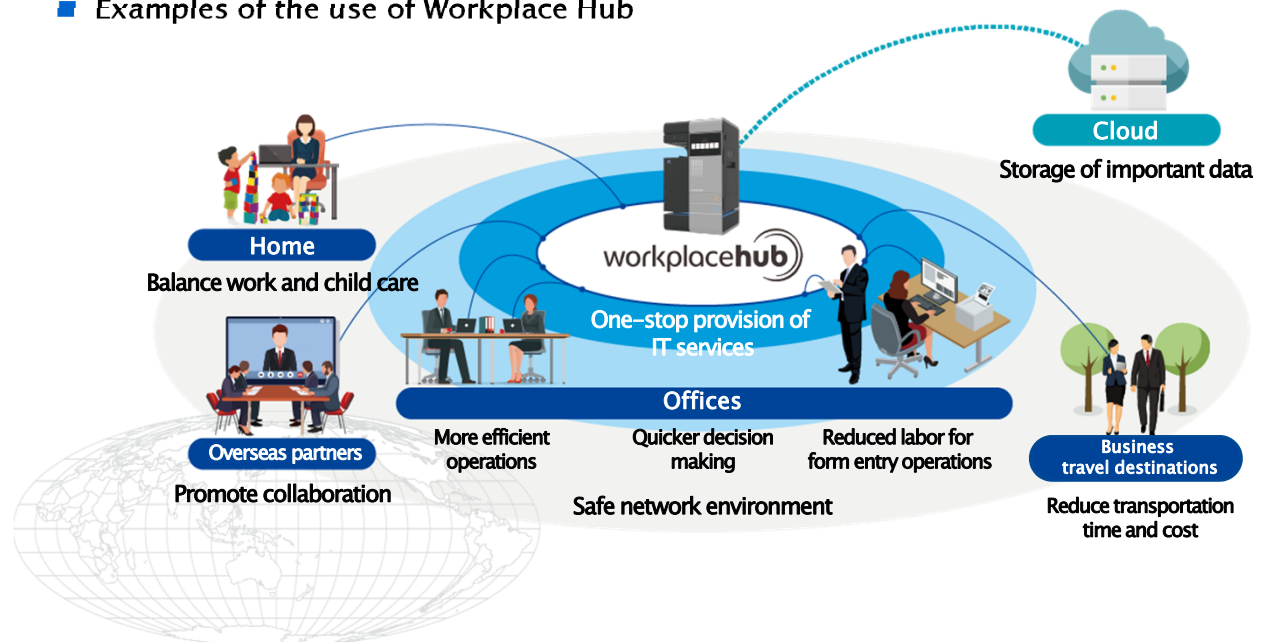 Examples of the use of Workplace Hub
Cloud
Storage of important data
Home
Balance work and child care
workplacehub
One-stop provision of
IT services
Offices
More efficient
operations
Quicker decision
making
Reduced labor for
form entry operations
Safe network environment
Overseas partners
Promote collaboration
Business
travel destinations
Reduce transportation
time and cost